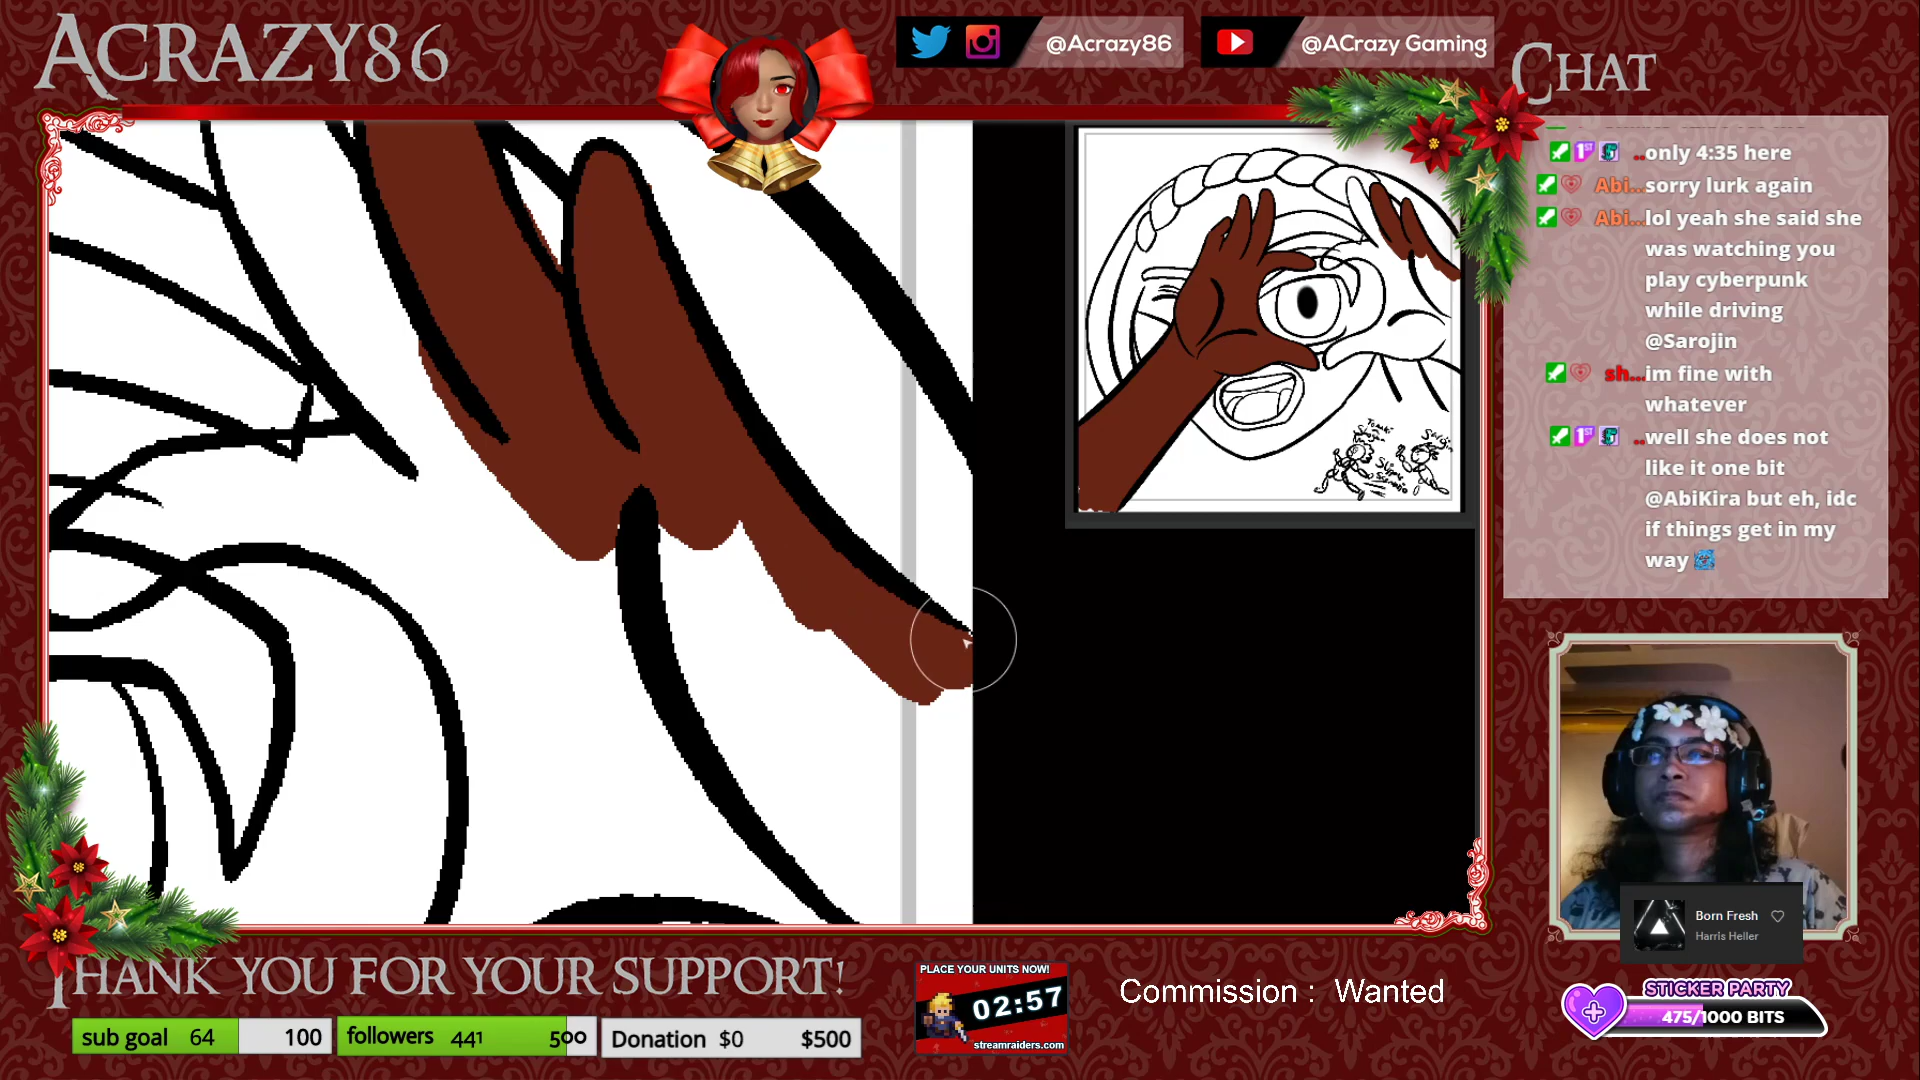 ACRAZY86
@Acrazy86
@ACrazy Gaming
CHAT
..only 4:35 here
Abi...sorry lurk again
Abi...lol yeah she said she
was watching you
play cyberpunk
while driving
@Sarojin
sh...im fine with
whatever
..well she does not
like it one bit
@AbiKira but eh, idc
if things get in my
way
Born Fresh
Harris Heller
THANK YOU FOR YOUR SUPPORT!
sub goal 64 100
followers 441 500
Donation $0 $500
PLACE YOUR UNITS NOW!
02:57
streamraiders.com
Commission : Wanted
STICKER PARTY
475/1000 BITS